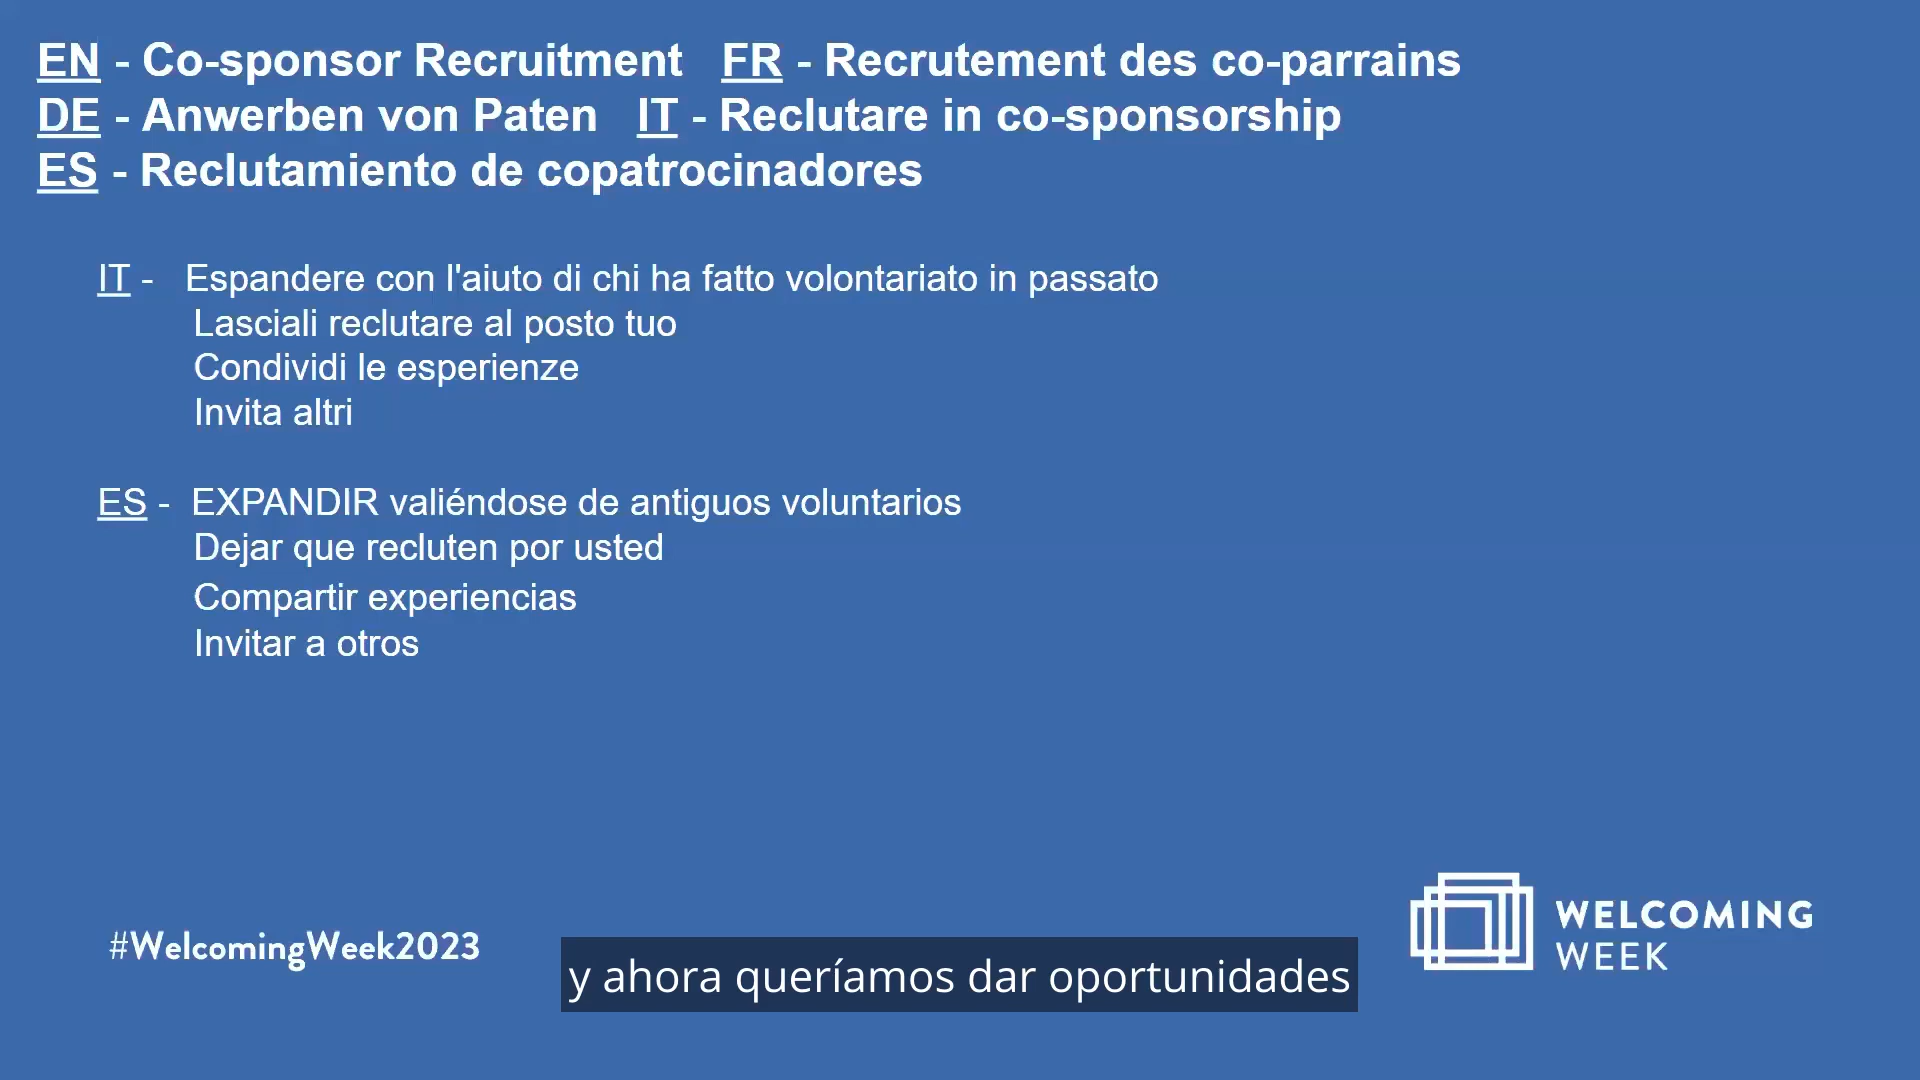 EN - Co-sponsor Recruitment FR - Recrutement des co-parrains
DE - Anwerben von Paten IT - Reclutare in co-sponsorship
ES - Reclutamiento de copatrocinadores
IT - Espandere con l'aiuto di chi ha fatto volontariato in passato
Lasciali reclutare al posto tuo
Condividi le esperienze
Invita altri
ES - EXPANDIR valiéndose de antiguos voluntarios
Dejar que recluten por usted
Compartir experiencias
Invitar a otros
#WelcomingWeek2023
WELCOMING
WEEK
y ahora queríamos dar oportunidades